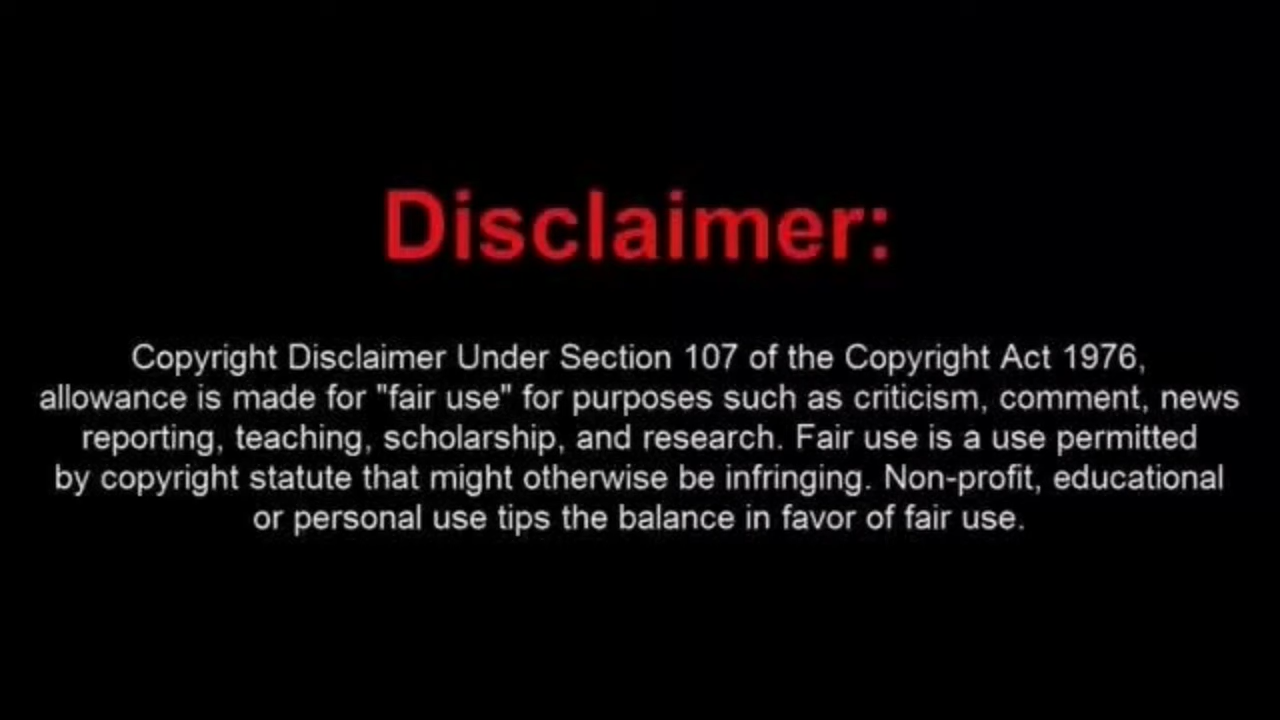 Disclaimer:
Copyright Disclaimer Under Section 107 of the Copyright Act 1976,
allowance is made for "fair use" for purposes such as criticism, comment, news
reporting, teaching, scholarship, and research. Fair use is a use permitted
by copyright statute that might otherwise be infringing. Non-profit, educational
or personal use tips the balance in favor of fair use.